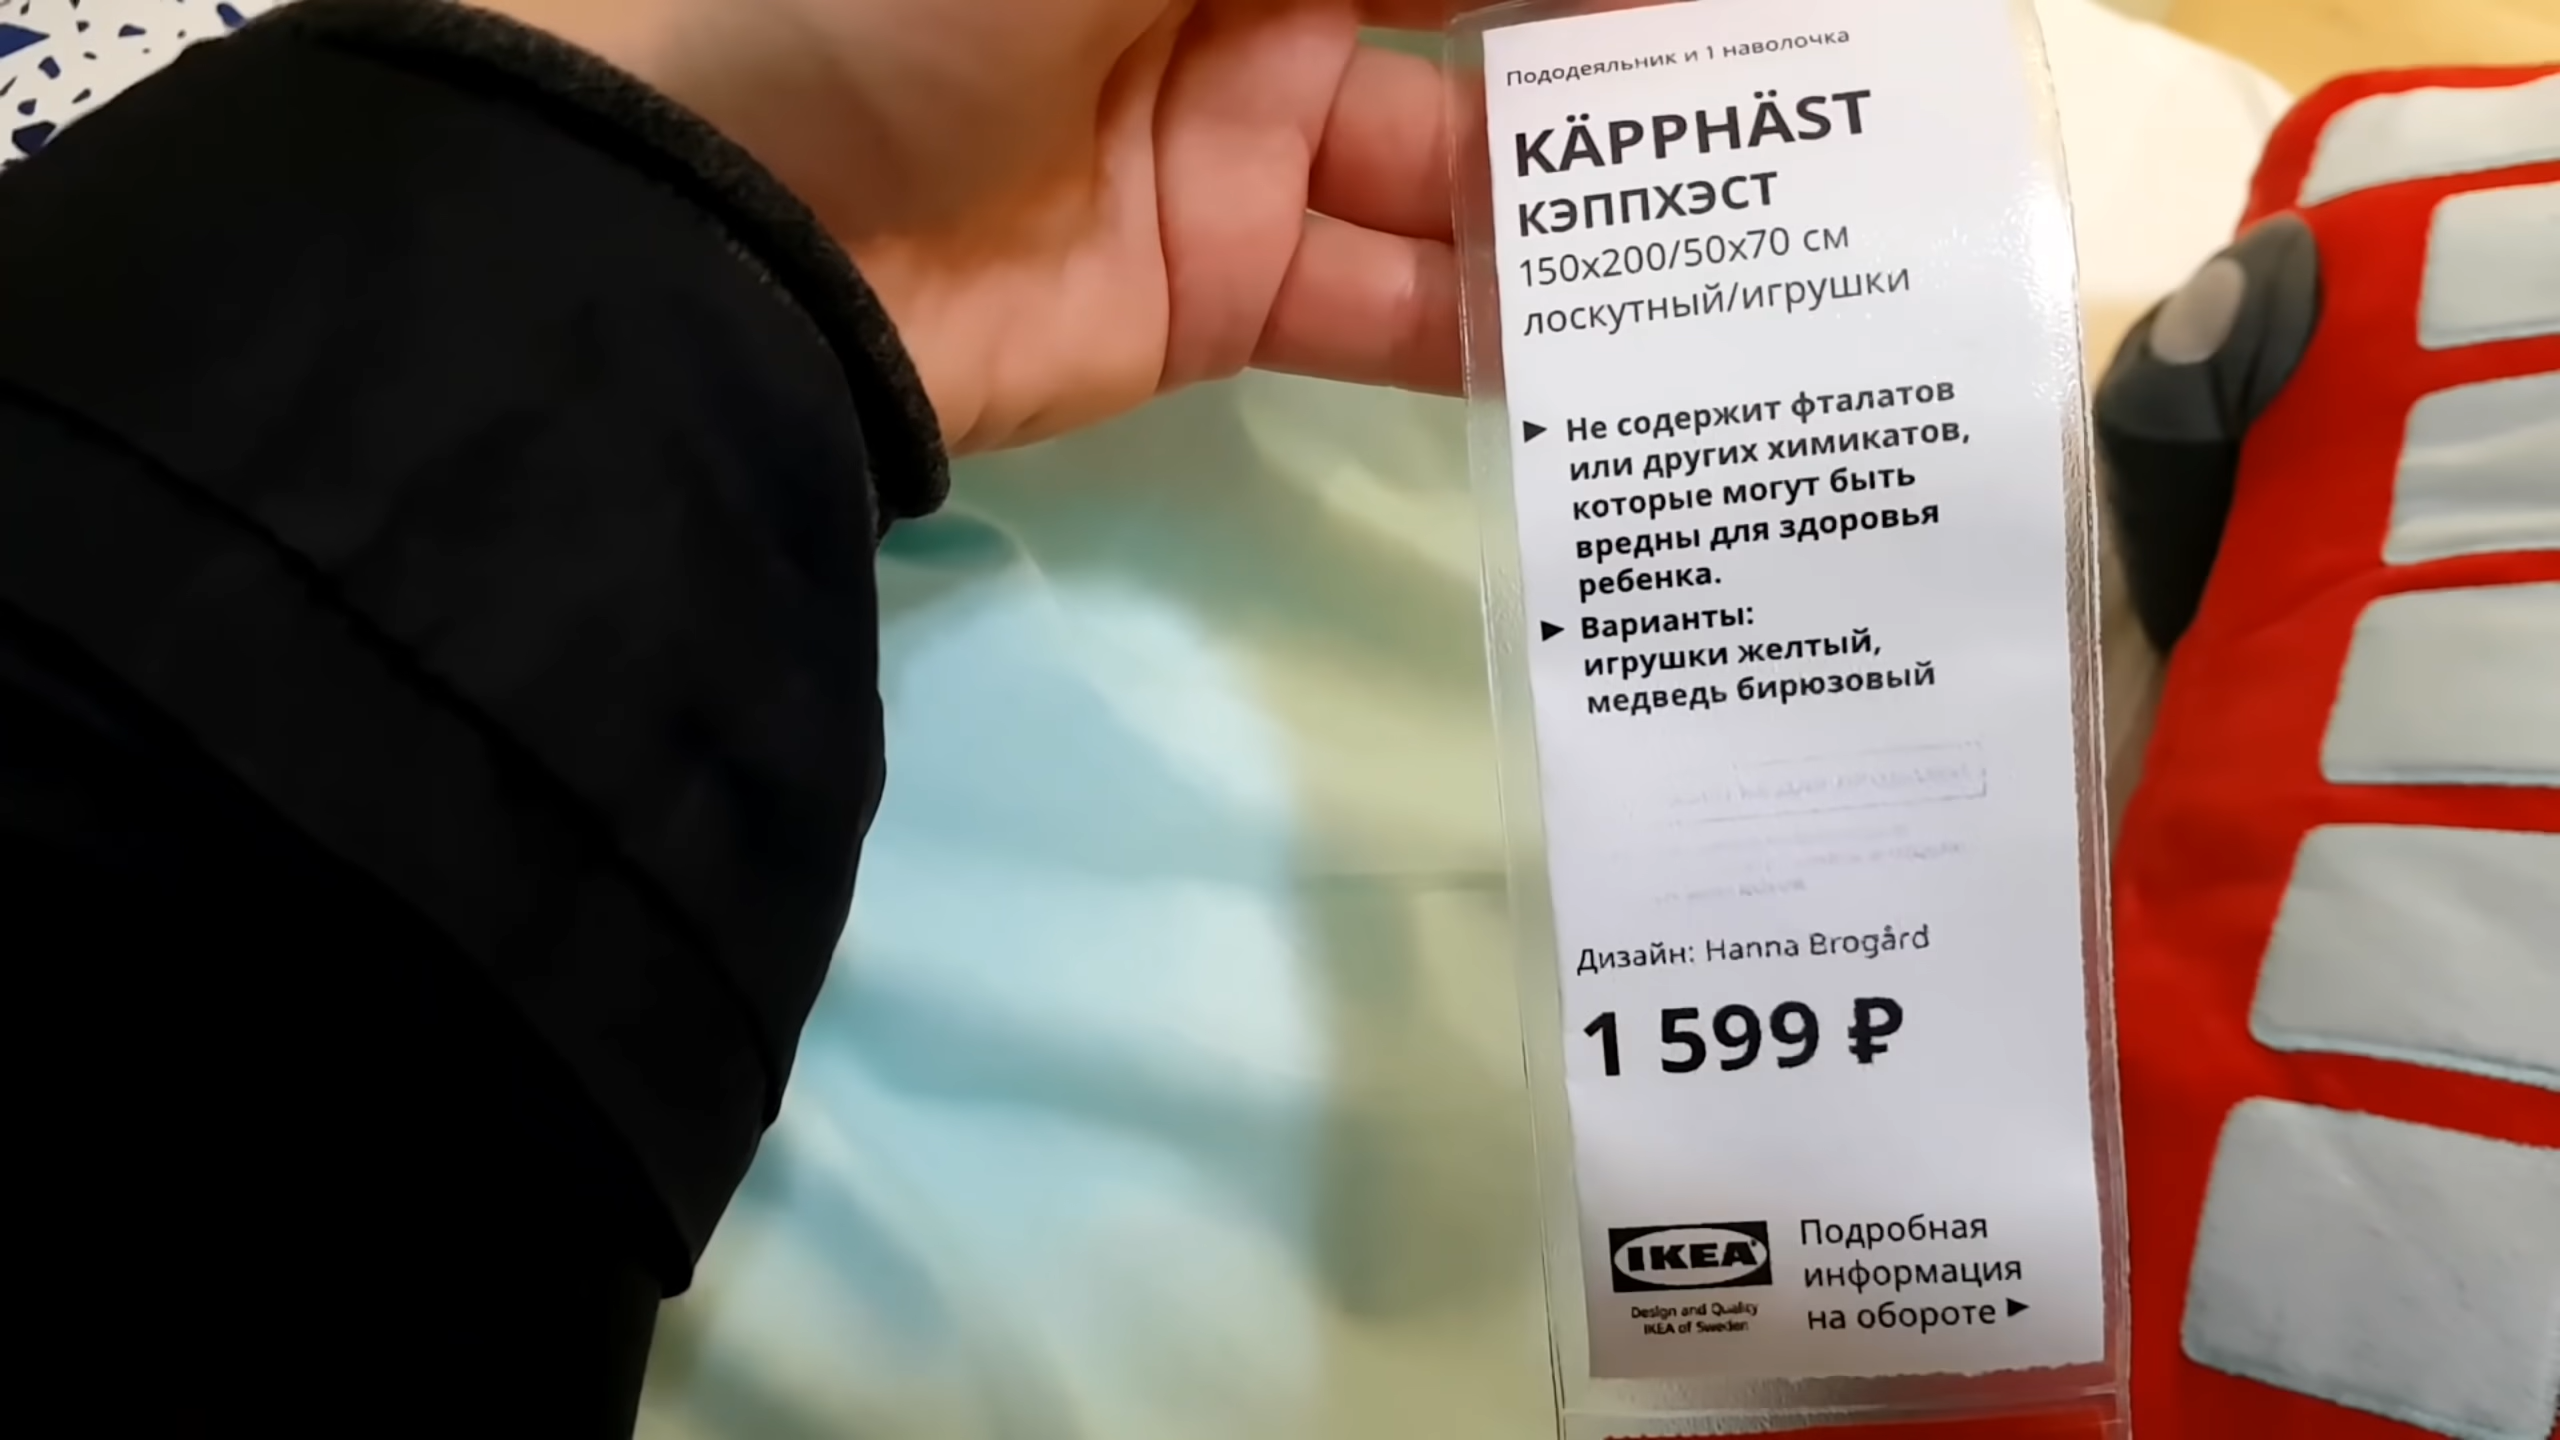 Пододеяльник и 1 наволочка
KÄPPHÄST
КЭППХЭСТ
150x200/50x70 см
лоскутный/игрушки
► Не содержит фталатов
или других химикатов,
которые могут быть
вредны для здоровья
ребенка.
► Варианты:
игрушки желтый,
медведь бирюзовый
Дизайн: Hanna Brogård
1 599 ₽
IKEA
Design and Quality
IKEA of Sweden
Подробная
информация
на обороте ►